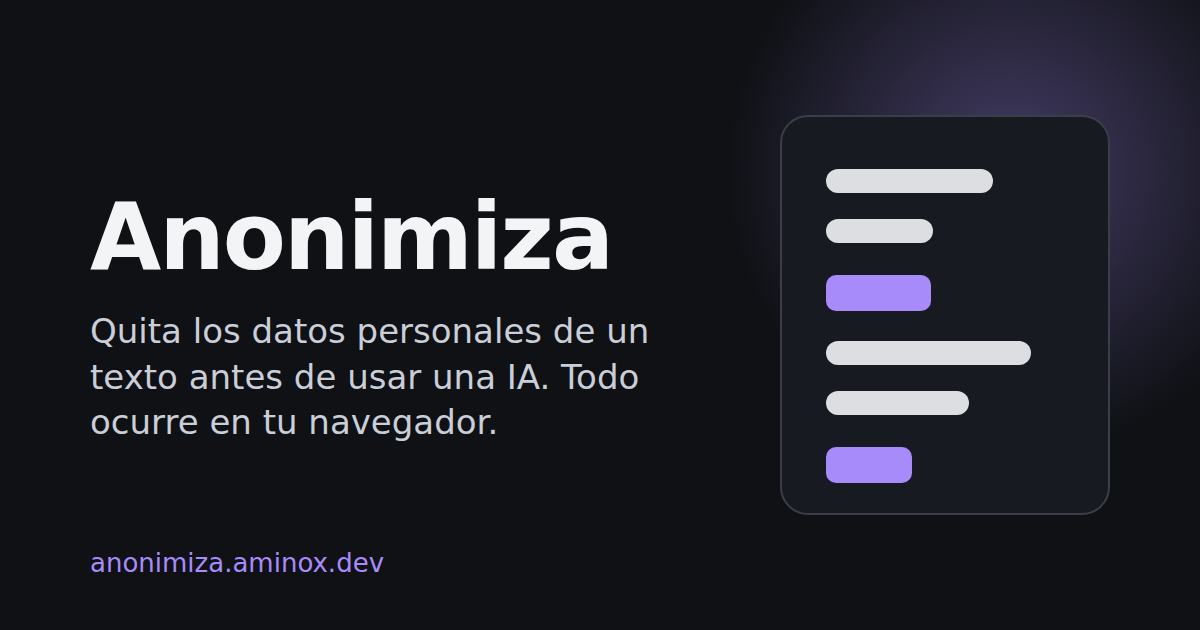 Anonimiza
Quita los datos personales de un
texto antes de usar una IA. Todo
ocurre en tu navegador.
anonimiza.aminox.dev